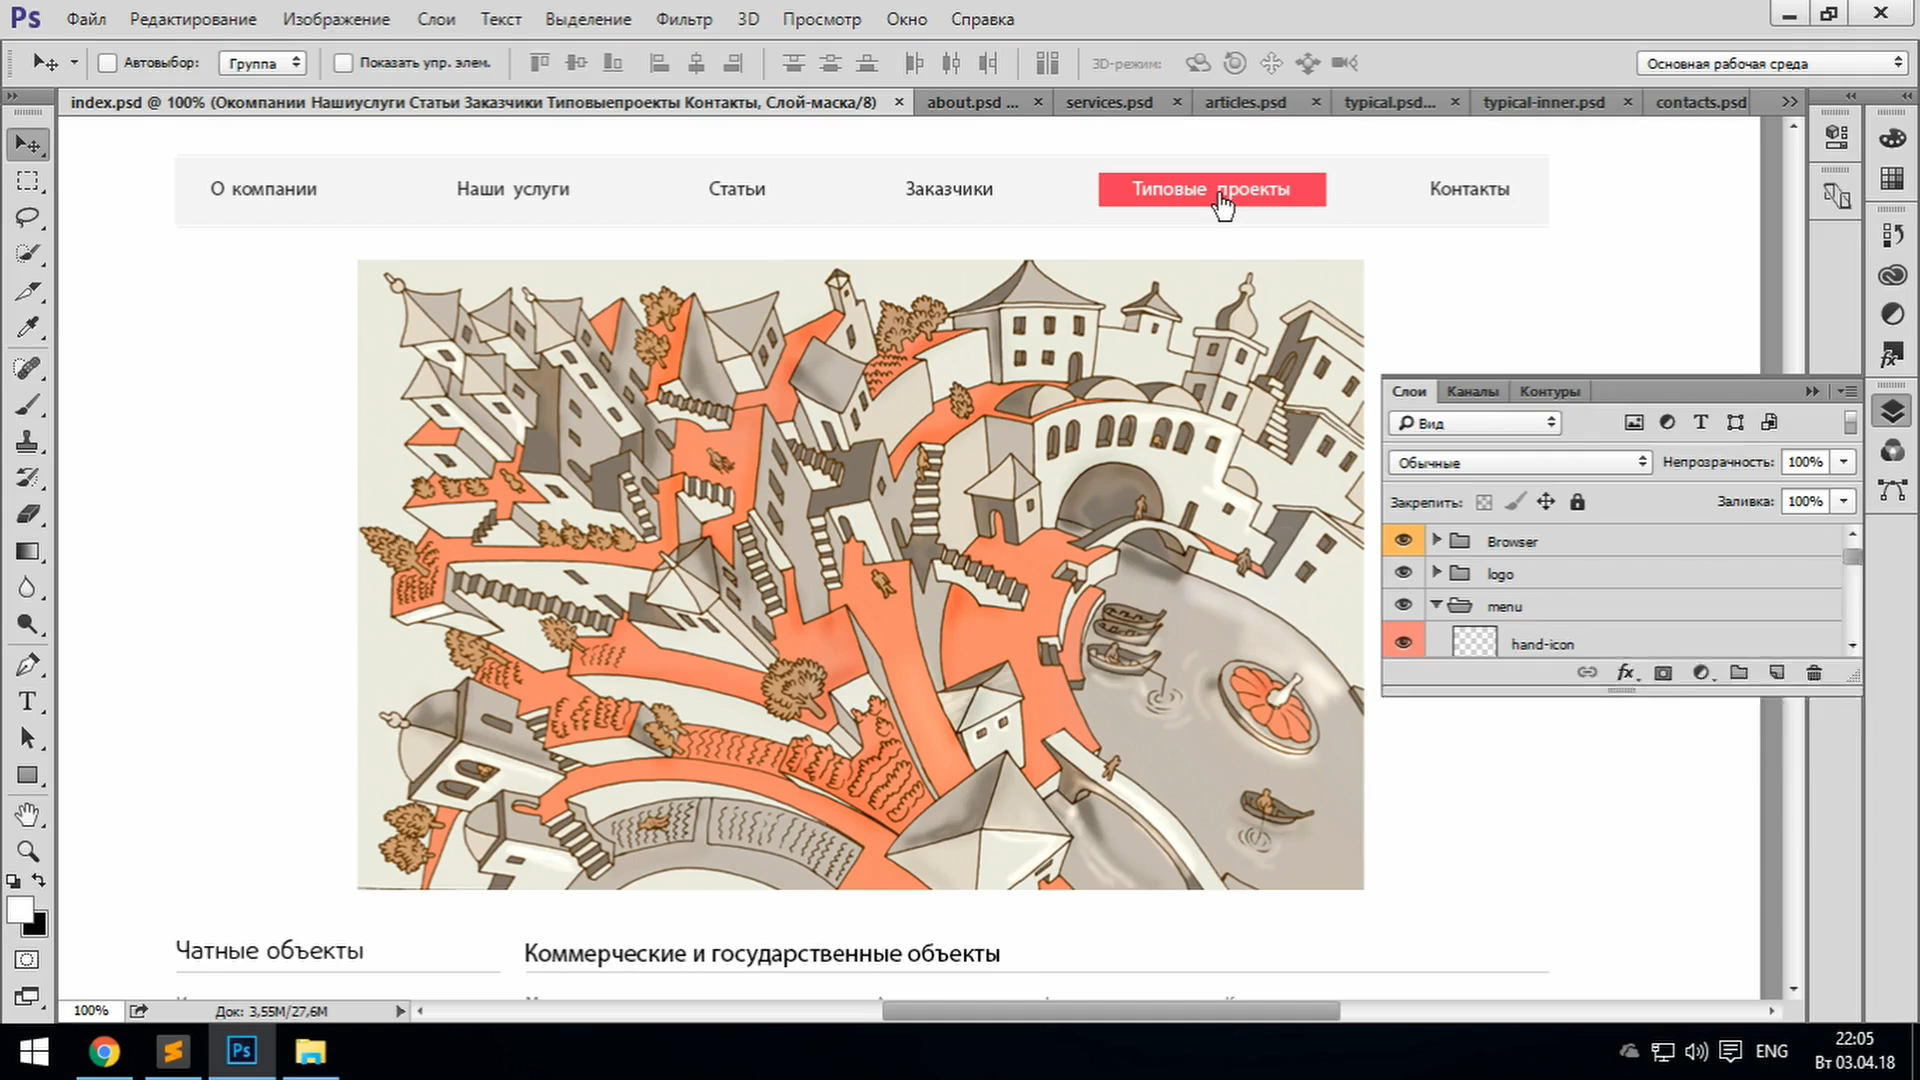 Ps Файл Редактирование Изображение Слои Текст Выделение Фильтр 3D Просмотр Окно Справка
Автовыбор: Группа Показать упр. элем. 3D-режим: Основная рабочая среда
index.psd @ 100% (Окомпании Нашиуслуги Статьи Заказчики Типовыепроекты Контакты, Слой-маска/8) × about.psd ... × services.psd × articles.psd × typical.psd... × typical-inner.psd × contacts.psd
О компании Наши услуги Статьи Заказчики Типовые проекты Контакты
Слои Каналы Контуры
Вид
Обычные Непрозрачность: 100%
Закрепить: Заливка: 100%
Browser
logo
menu
hand-icon
fx
Чатные объекты Коммерческие и государственные объекты
100% Док: 3,55M/27,6M
Ps ENG 22:05
Вт 03.04.18